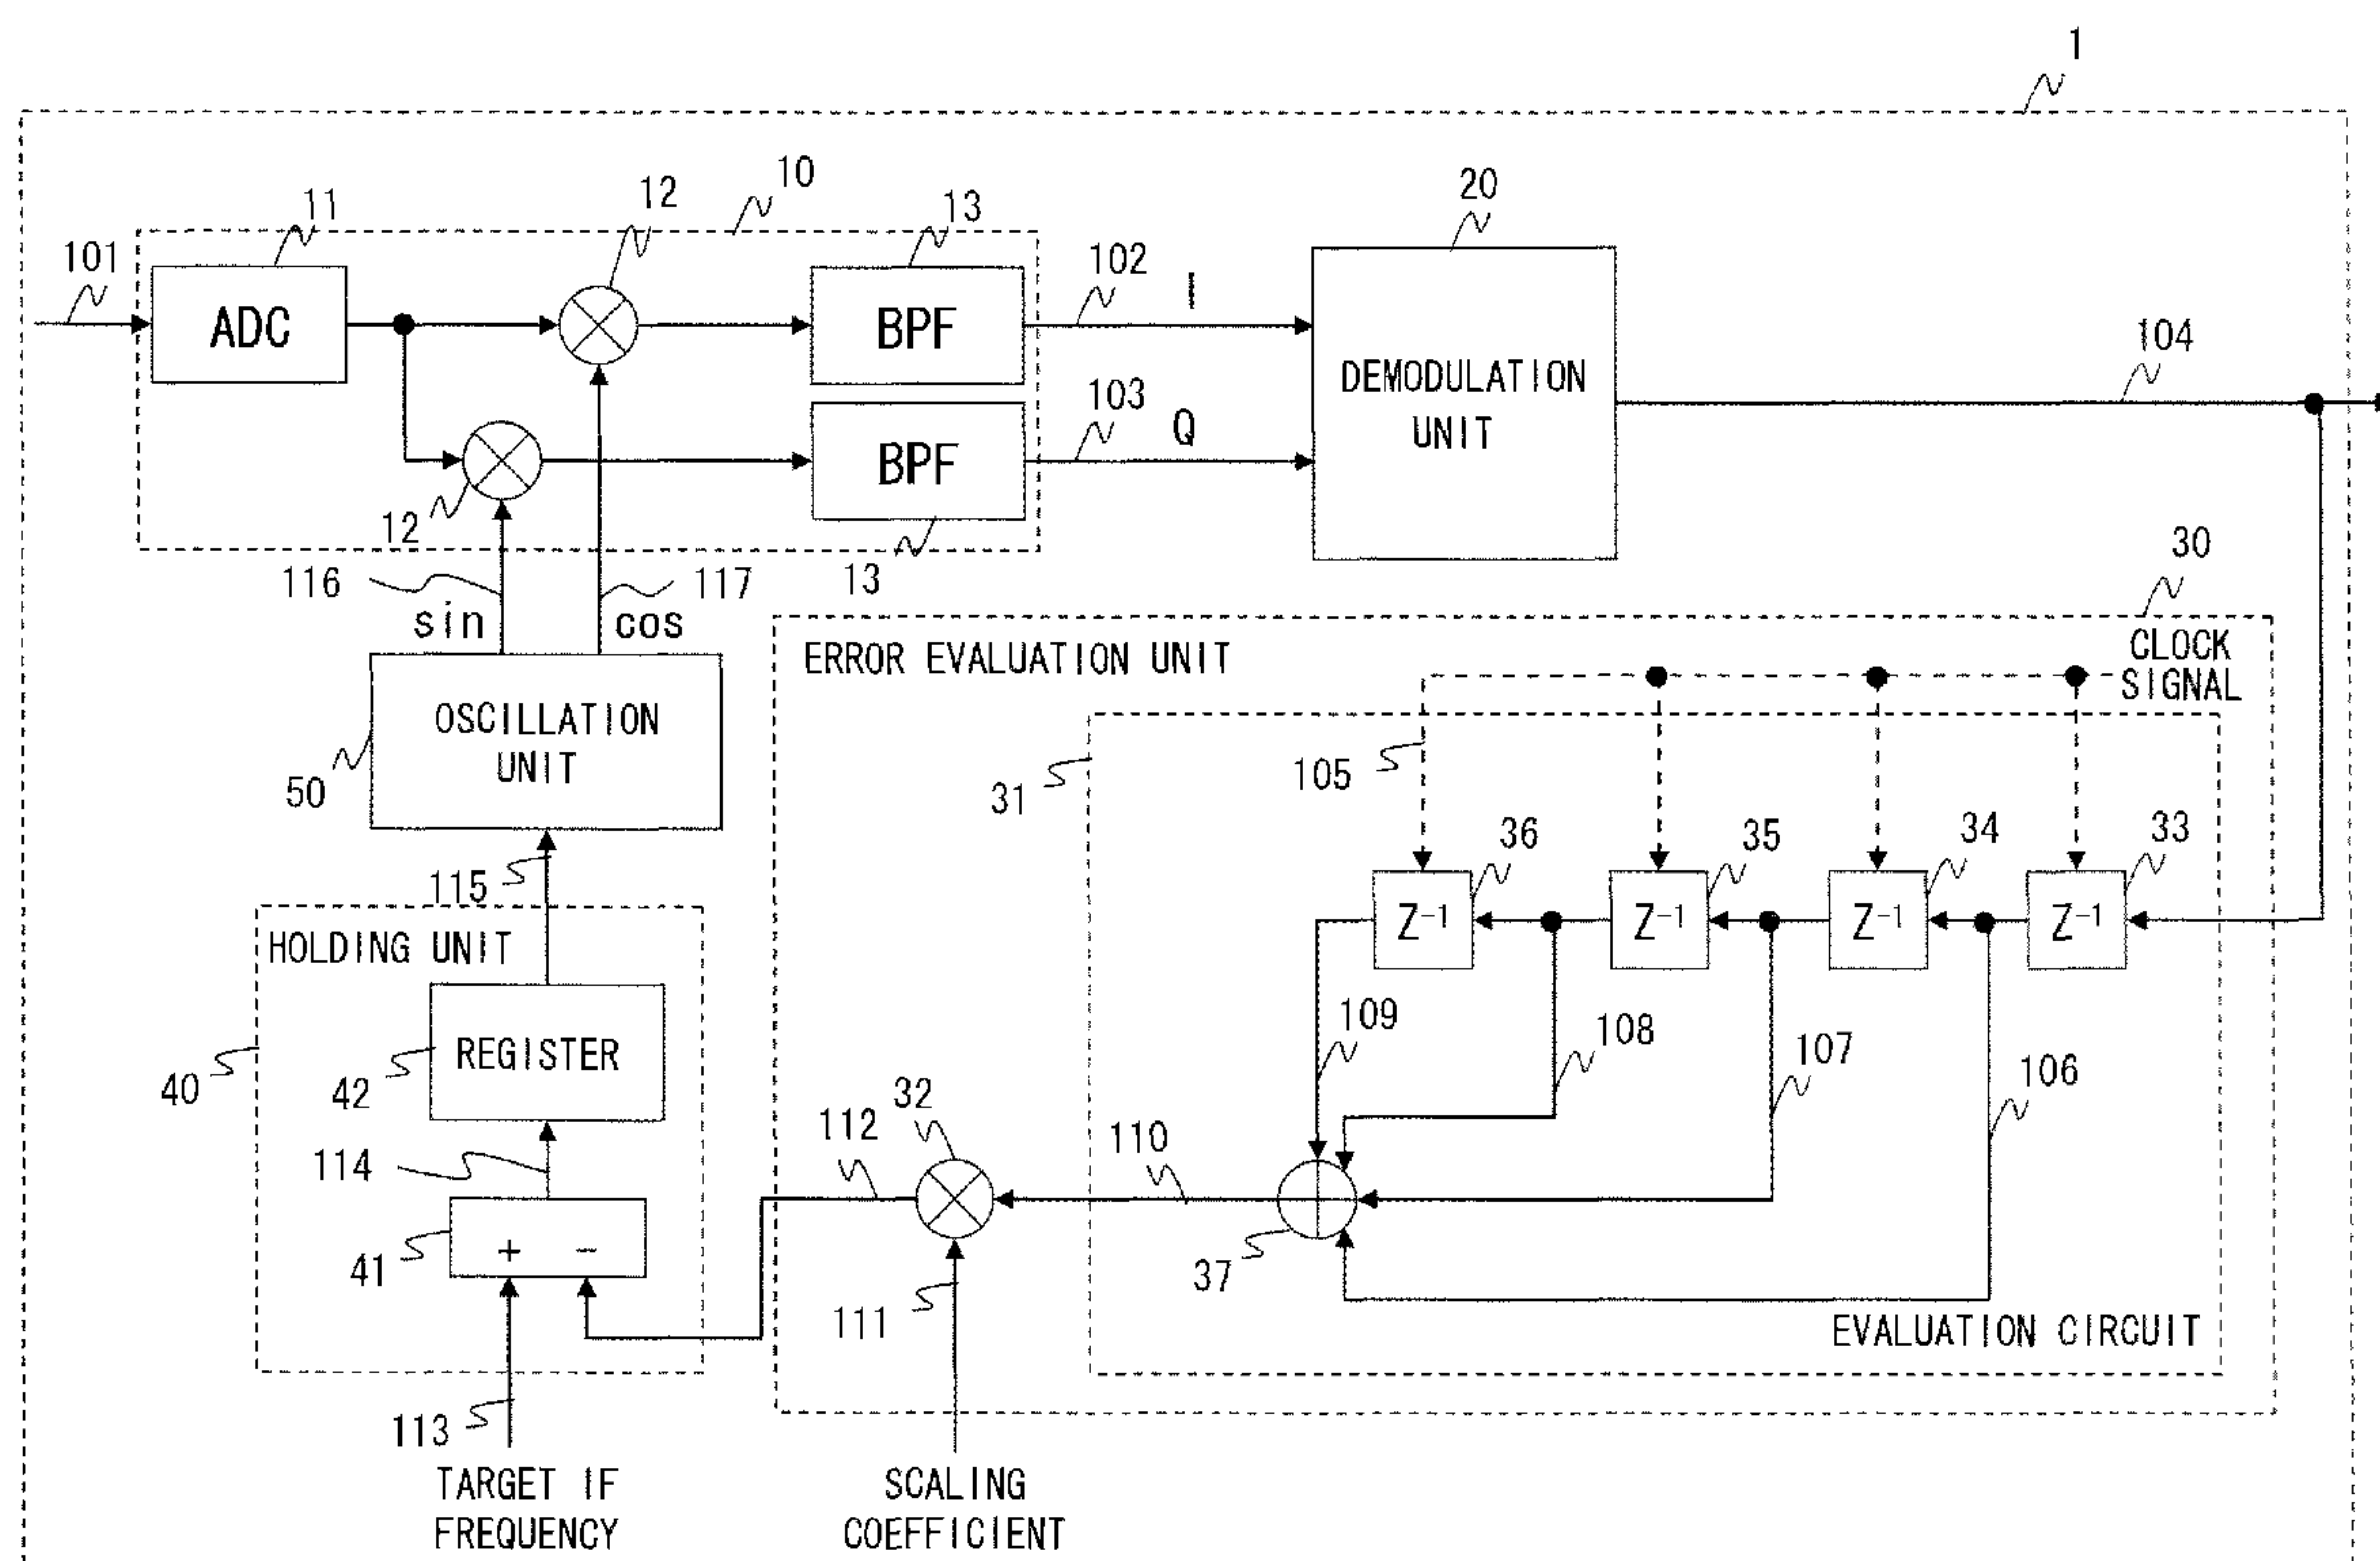 1
10
11
12
13
20
101
102
I
104
ADC
BPF
DEMODULATION
UNIT
103
Q
BPF
12
13
116
117
sin
cos
30
ERROR EVALUATION UNIT
CLOCK
SIGNAL
OSCILLATION
UNIT
50
105
31
36
35
34
33
Z⁻¹
Z⁻¹
Z⁻¹
Z⁻¹
115
HOLDING UNIT
REGISTER
42
40
109
108
107
106
32
112
110
114
41
+ −
111
37
EVALUATION CIRCUIT
113
TARGET IF
FREQUENCY
SCALING
COEFFICIENT